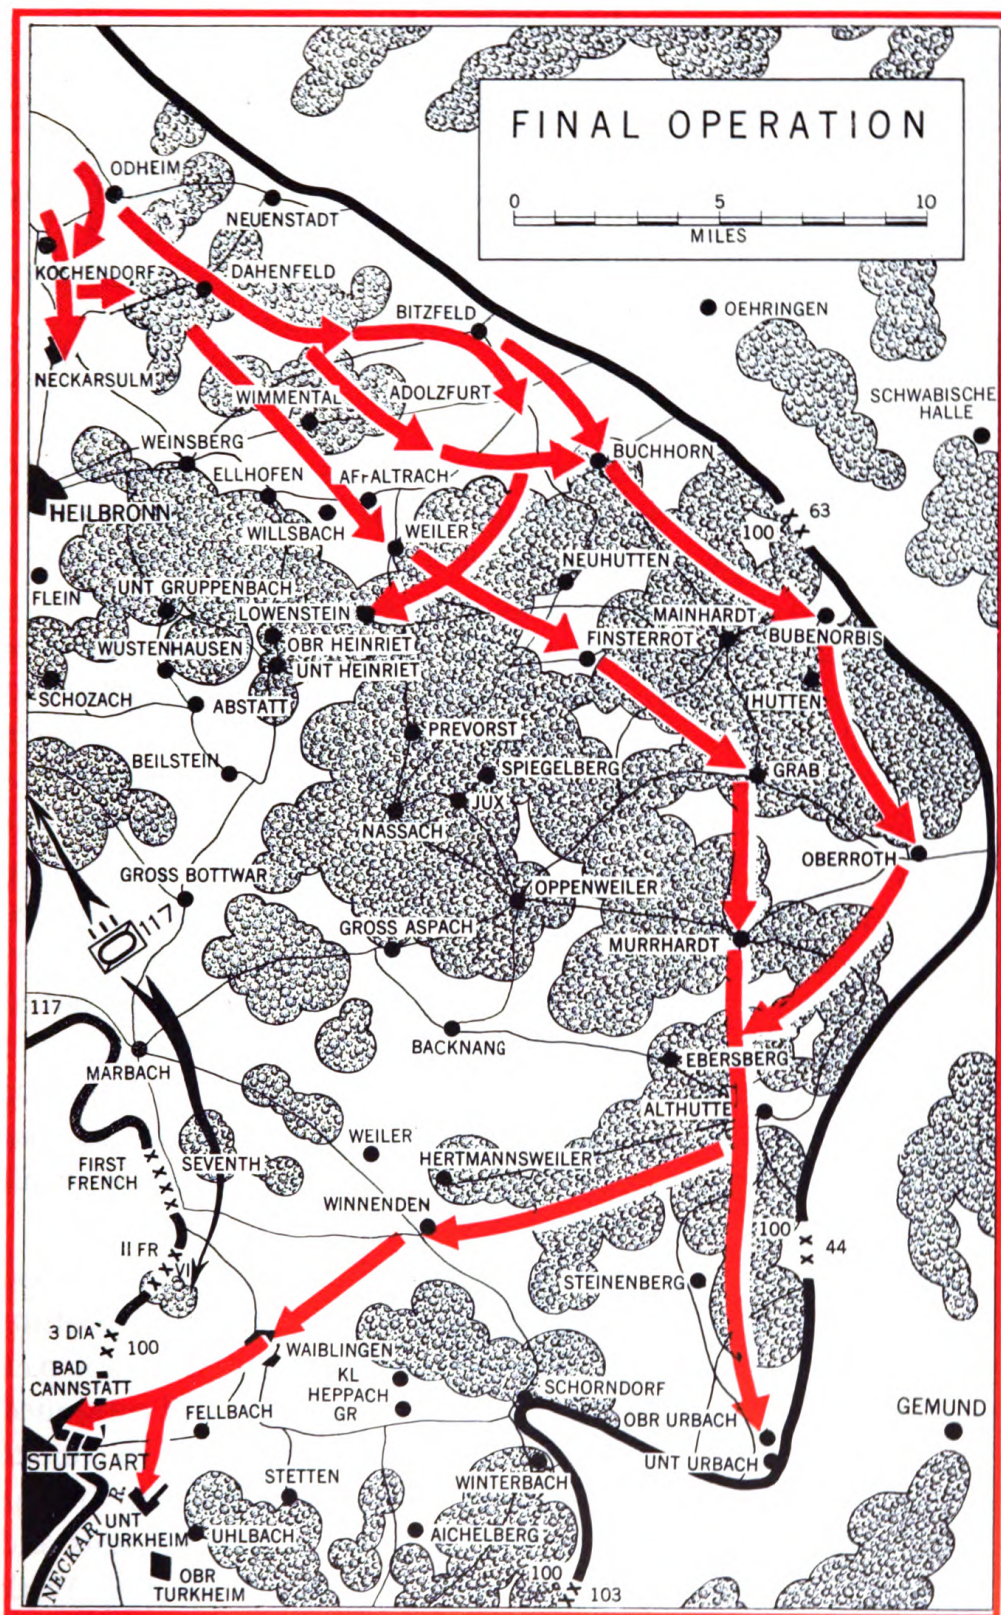 FINAL OPERATION
0 5 10
MILES
ODHEIM
NEUENSTADT
KOCHENDORF
DAHENFELD
BITZFELD
OEHRINGEN
NECKARSULM
WIMMENTAL
ADOLZFURT
SCHWABISCHE
HALLE
WEINSBERG
BUCHHORN
ELLHOFEN
AF-ALTRACH
HEILBRONN
63
100
WILLSBACH
WEILER
NEUHUTTEN
FLEIN
UNT GRUPPENBACH
LOWENSTEIN
MAINHARDT
WUSTENHAUSEN
OBR HEINRIET
FINSTERROT
BUBENORBIS
UNT HEINRIET
SCHOZACH
ABSTATT
HUTTEN
PREVORST
BEILSTEIN
SPIEGELBERG
GRAB
JUX
NASSACH
OBERROTH
GROSS BOTTWAR
OPPENWEILER
117
GROSS ASPACH
MURRHARDT
117
BACKNANG
EBERSBERG
MARBACH
ALTHUTTE
WEILER
FIRST
FRENCH
SEVENTH
HERTMANNSWEILER
WINNENDEN
100
44
II FR
VI
STEINENBERG
3 DIA
100
WAIBLINGEN
BAD
CANNSTATT
KL
HEPPACH
GR
SCHORNDORF
FELLBACH
OBR URBACH
GEMUND
STUTTGART
UNT URBACH
STETTEN
WINTERBACH
NECKAR R.
UNT
TURKHEIM
UHLBACH
AICHELBERG
OBR
TURKHEIM
100
103